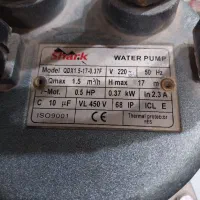 Shark WATER PUMP
Model QDX1.5-17-0.37F V 220~ 50 Hz
Qmax 1.5 m³/h H max 17 m
Mot. 0.5 HP 0.37 kW In 2.3 A
C 10 µF VL 450 V 68 IP ICL E
ISO9001 Thermal protector